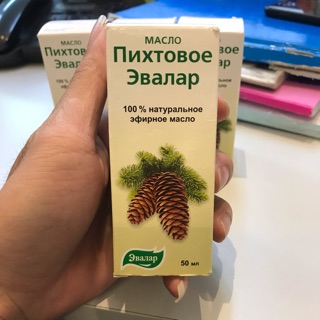 МАСЛО
ПИХТОВОЕ
Эвалар
100 % натуральное
эфирное масло
Эвалар
50 мл